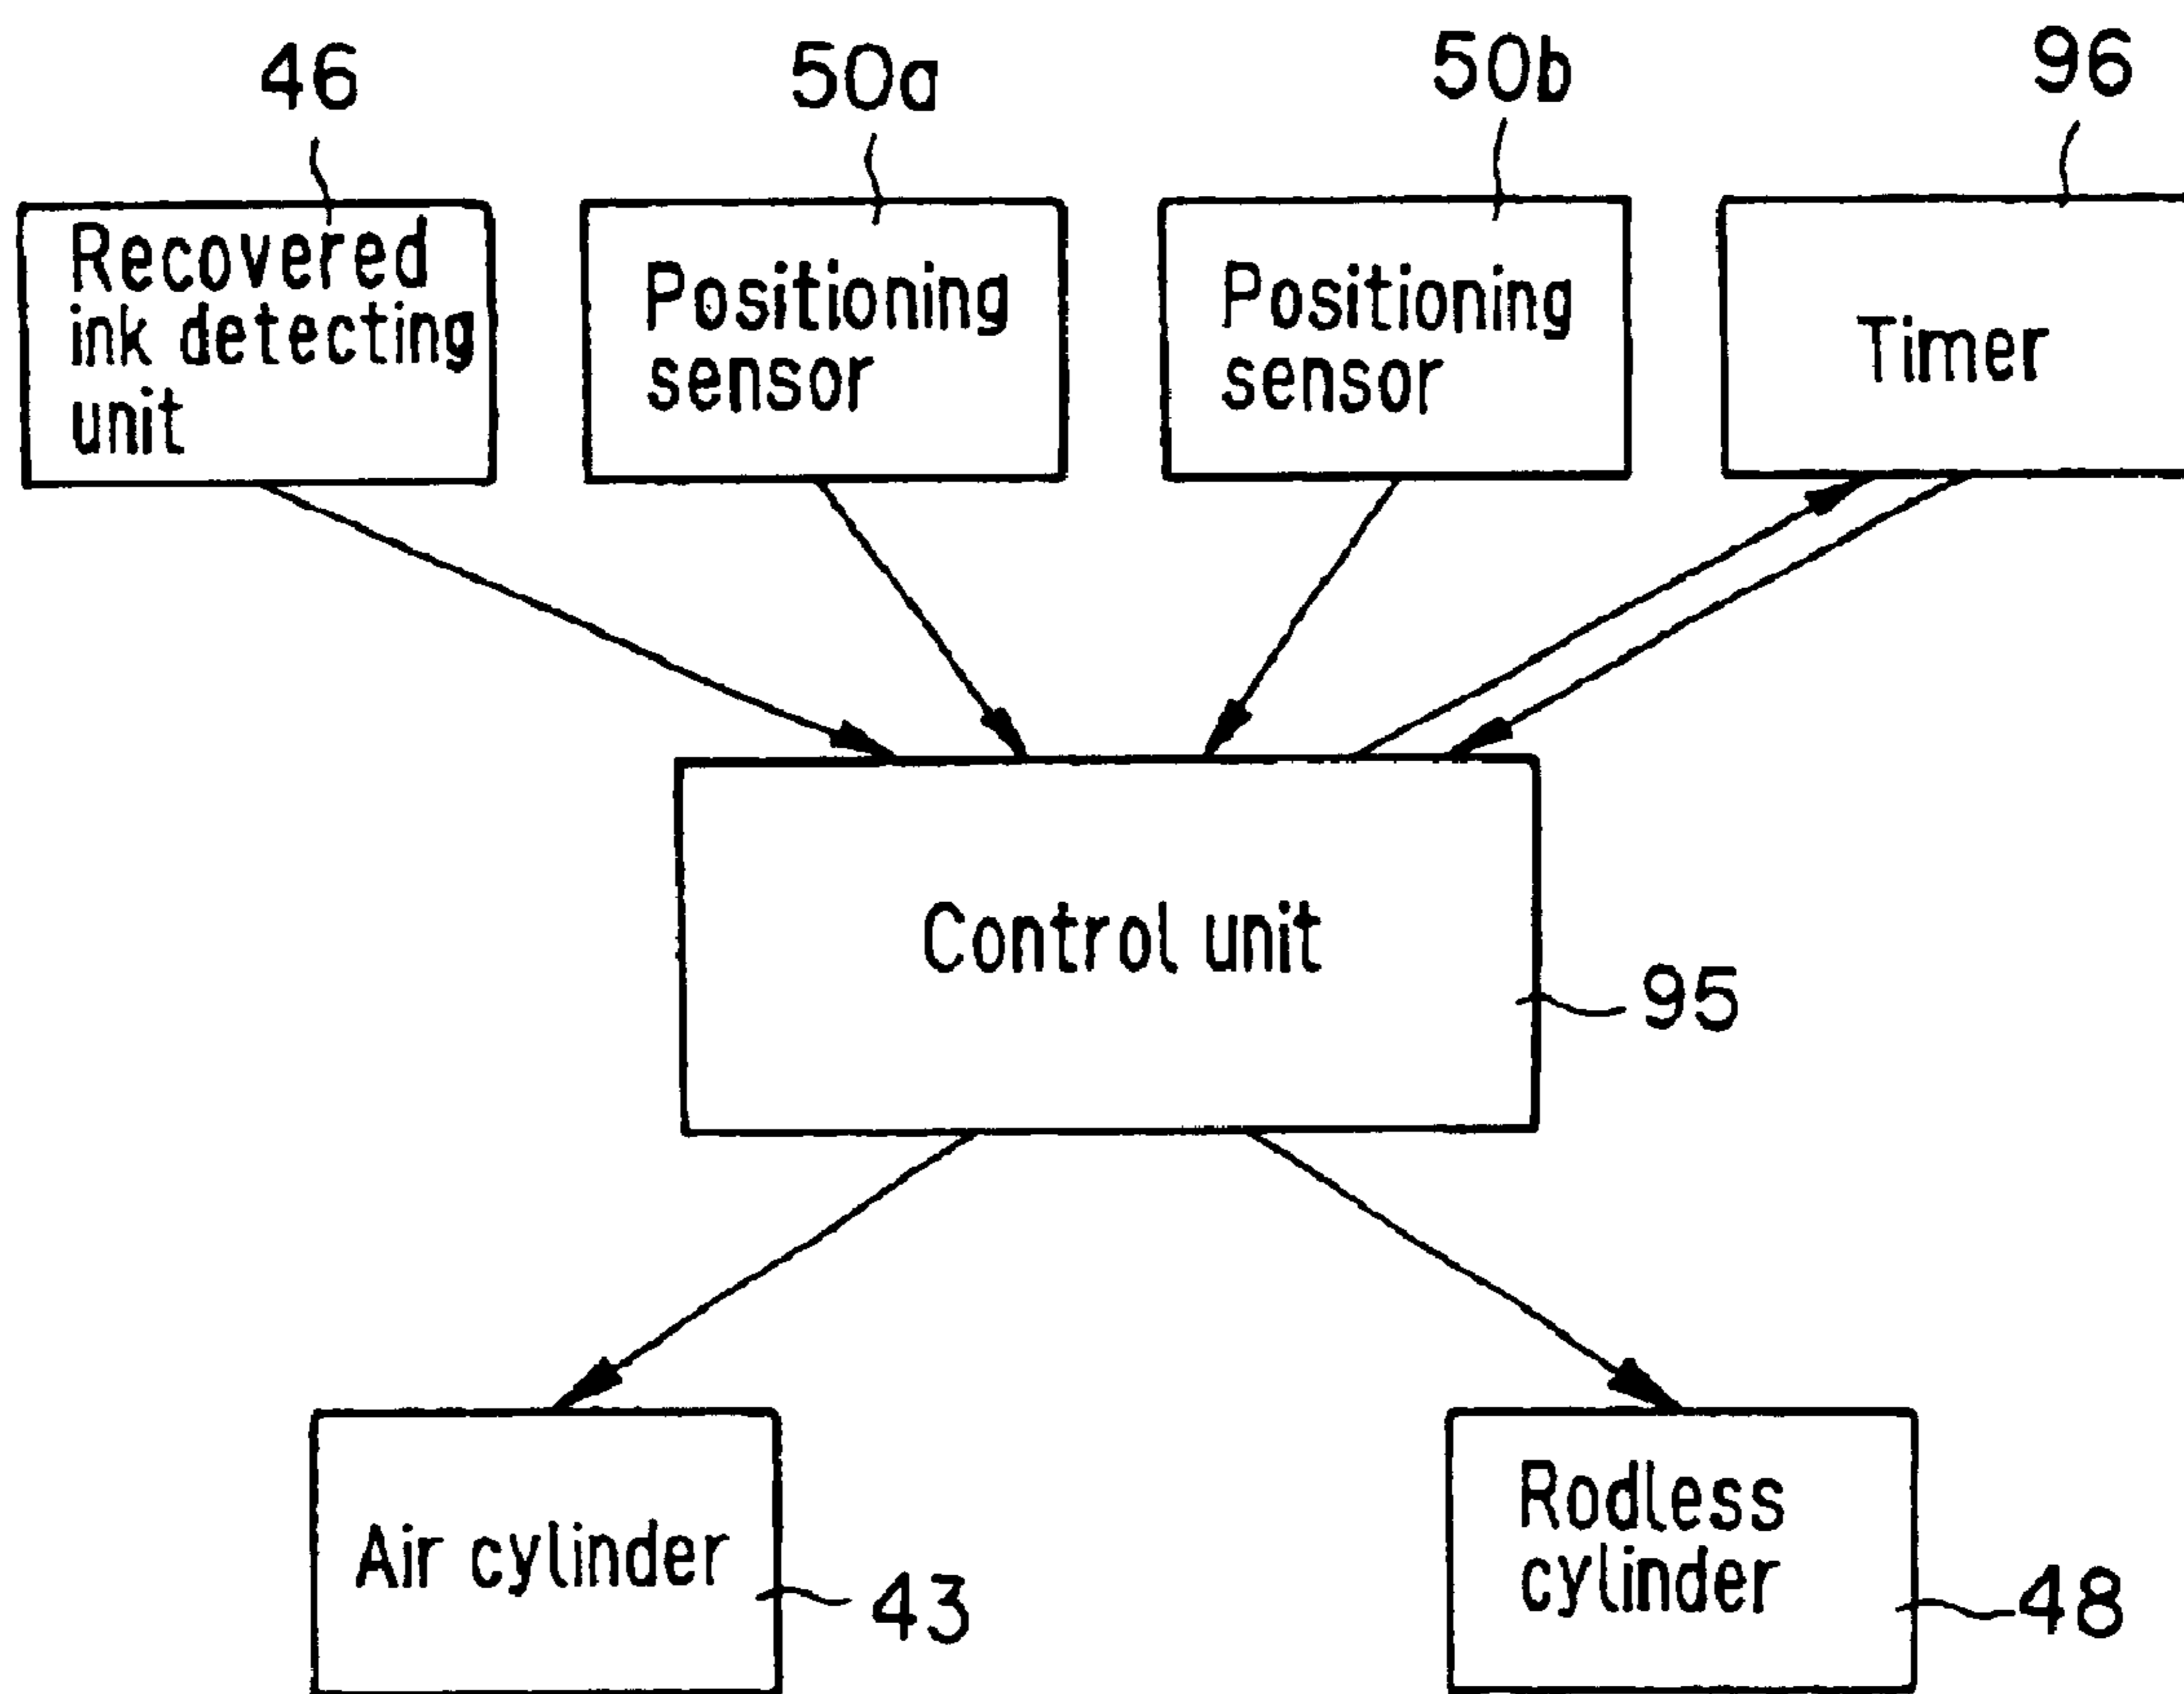 46
50a
50b
96
Recovered
ink detecting
unit
Positioning
sensor
Positioning
sensor
Timer
Control unit
95
Air cylinder
43
Rodless
cylinder
48